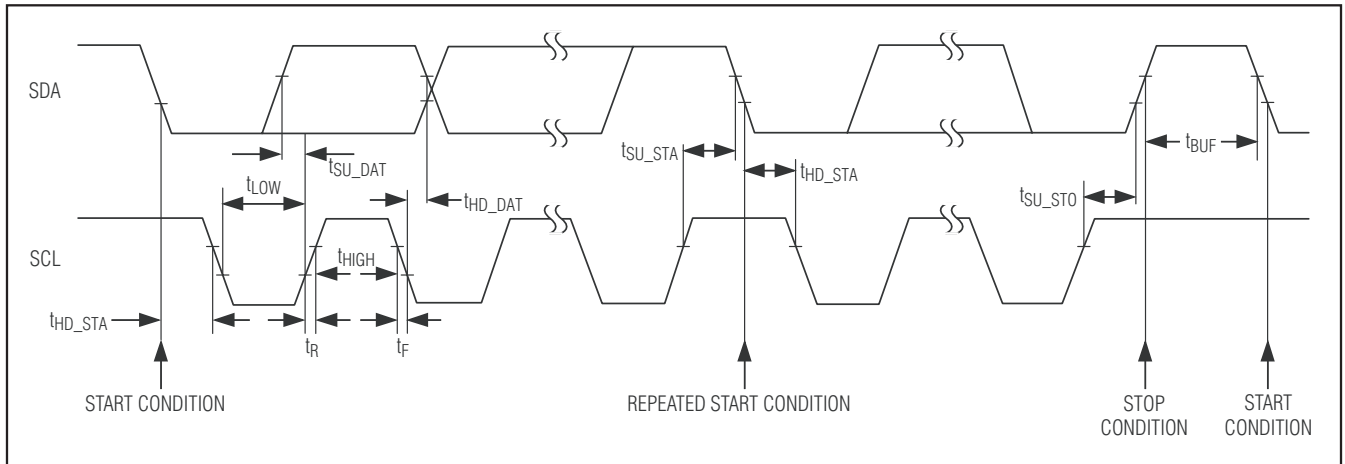 SDA
tSU_DAT
tLOW
tHD_DAT
tSU_STA
tHD_STA
tBUF
tSU_STO
SCL
tHIGH
tHD_STA
tR
tF
START CONDITION
REPEATED START CONDITION
STOP
CONDITION
START
CONDITION